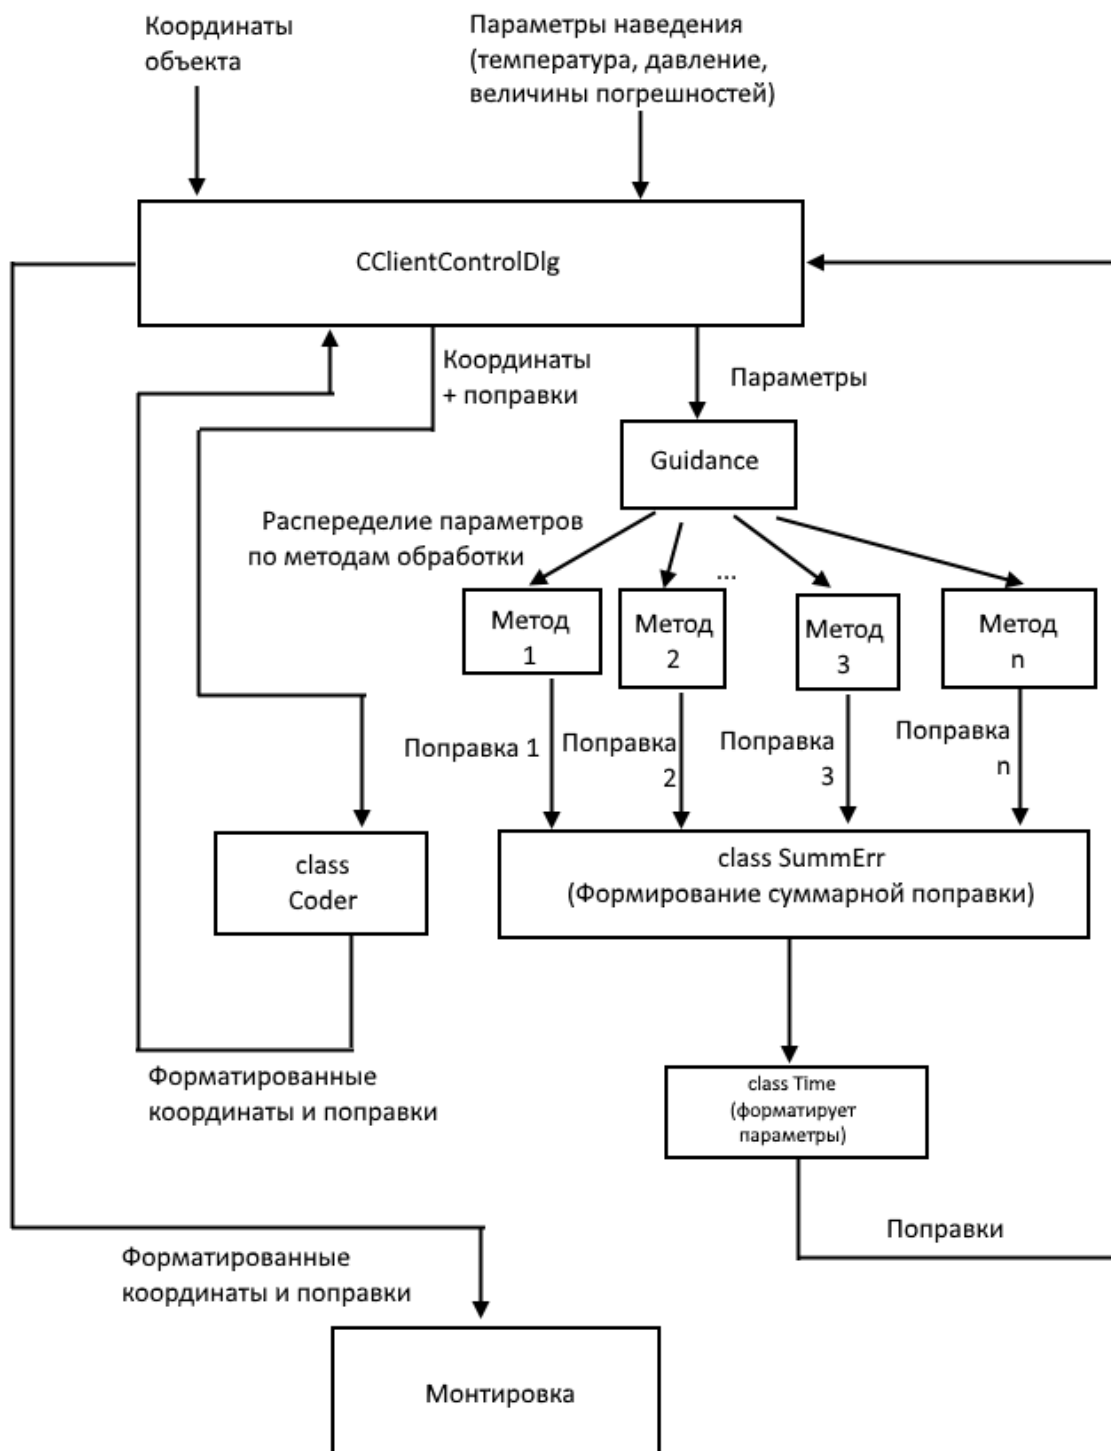 Координаты
объекта
Параметры наведения
(температура, давление,
величины погрешностей)
CClientControlDlg
Координаты
+ поправки
Параметры
Guidance
Распеределие параметров
по методам обработки
...
Метод
1
Метод
2
Метод
3
Метод
n
Поправка 1
Поправка
2
Поправка
3
Поправка
n
class
Coder
class SummErr
(Формирование суммарной поправки)
class Time
(форматирует
параметры)
Форматированные
координаты и поправки
Поправки
Форматированные
координаты и поправки
Монтировка